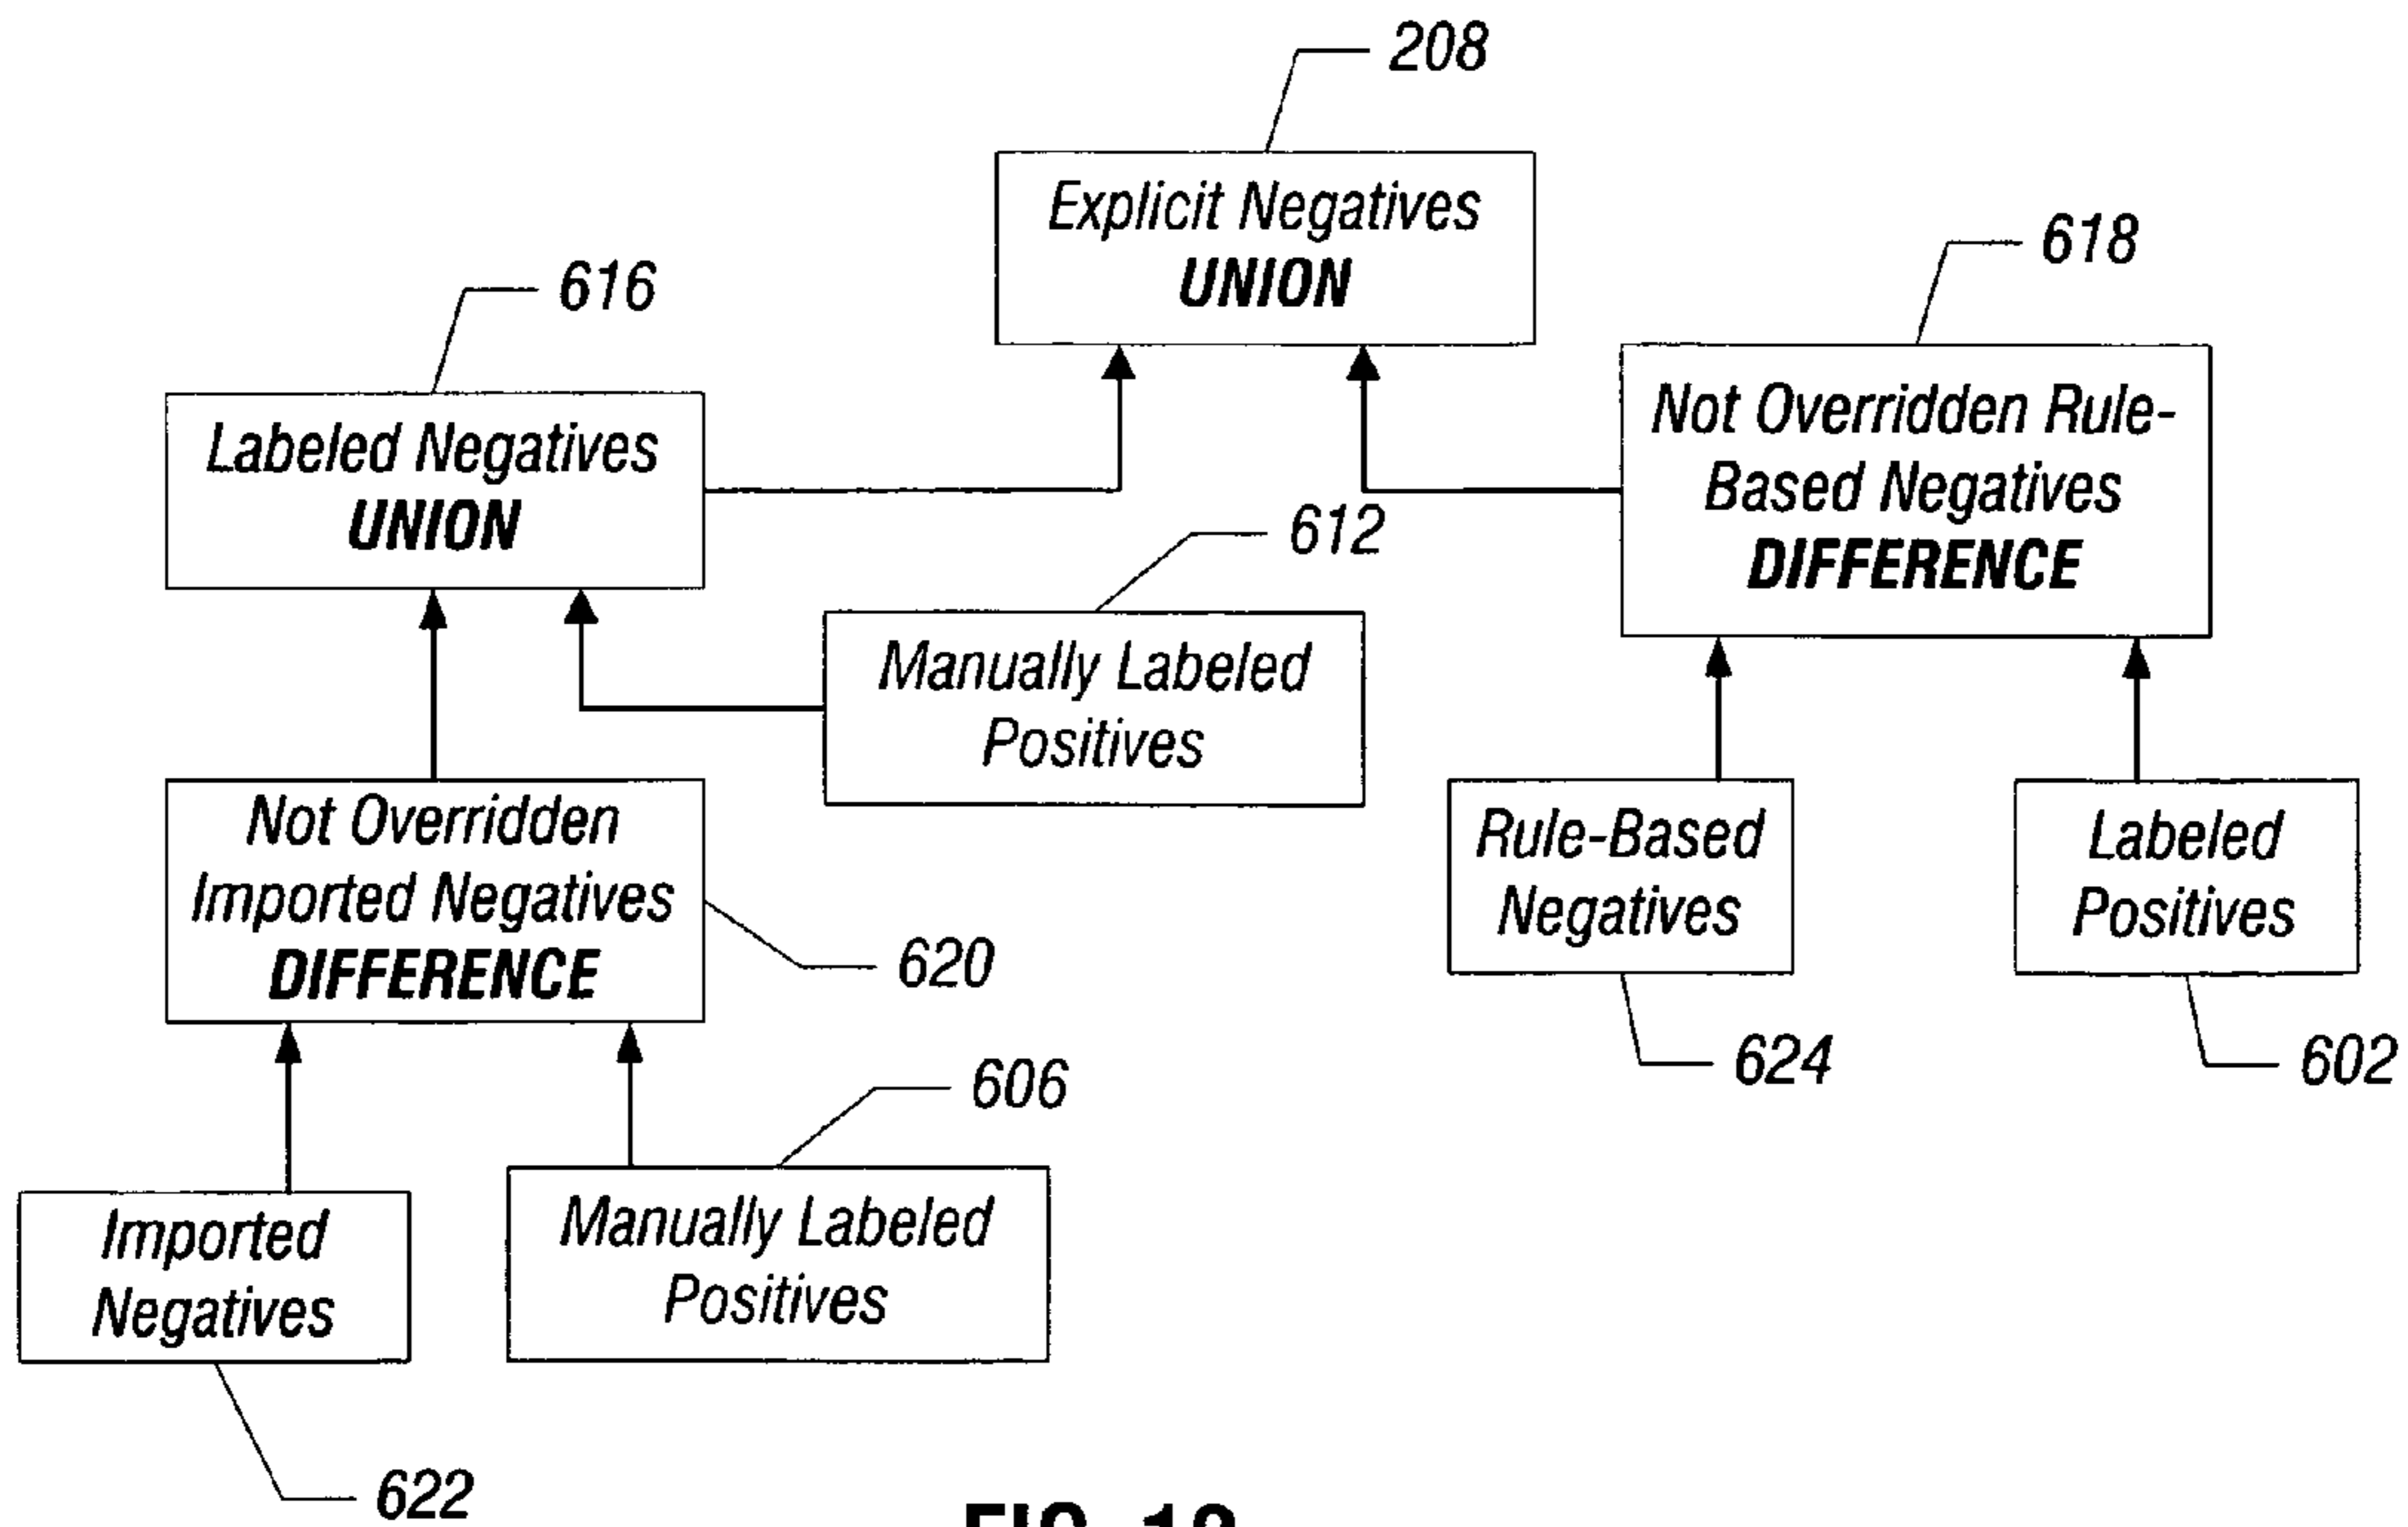 208
Explicit Negatives
UNION
616
618
Labeled Negatives
UNION
Not Overridden Rule-
Based Negatives
DIFFERENCE
612
Manually Labeled
Positives
Not Overridden
Imported Negatives
DIFFERENCE
620
Rule-Based
Negatives
Labeled
Positives
624
602
606
Imported
Negatives
Manually Labeled
Positives
622
FIG.